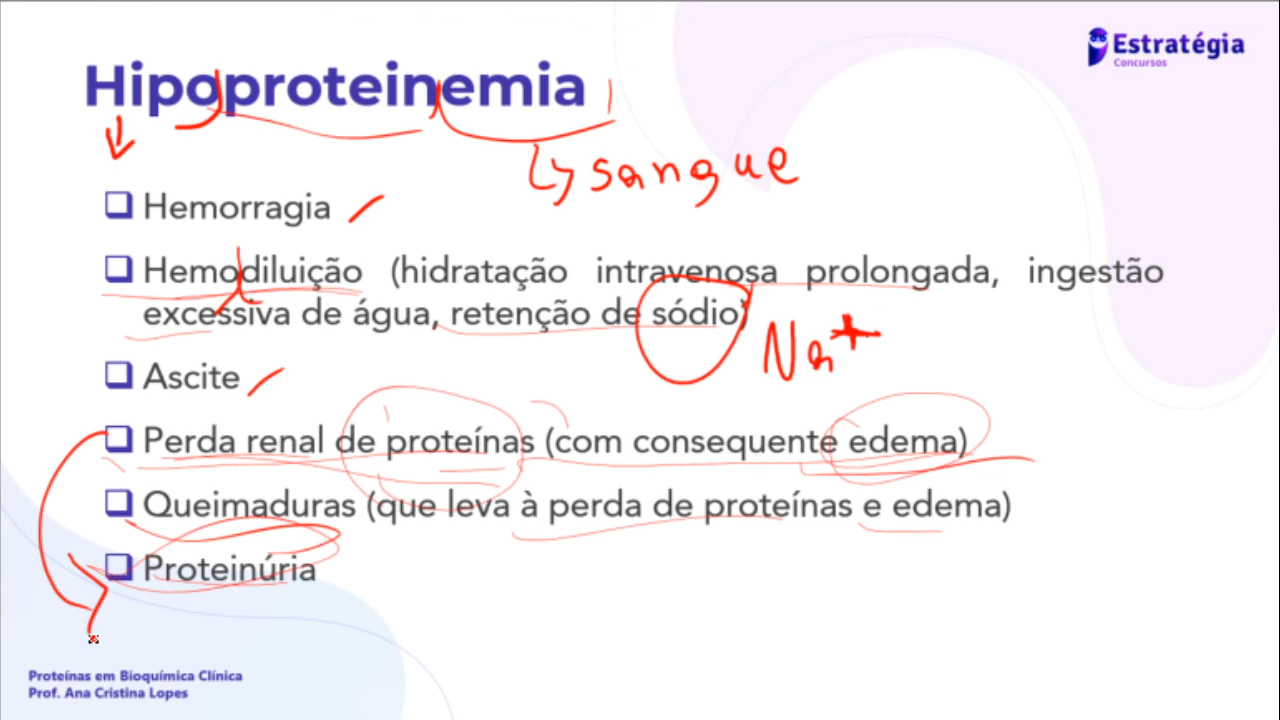 Estratégia
Concursos
Hipoproteinemia
sangue
Hemorragia
Hemodiluição (hidratação intravenosa prolongada, ingestão
excessiva de água, retenção de sódio)
Na+
Ascite
Perda renal de proteínas (com consequente edema)
Queimaduras (que leva à perda de proteínas e edema)
Proteinúria
Proteínas em Bioquímica Clínica
Prof. Ana Cristina Lopes